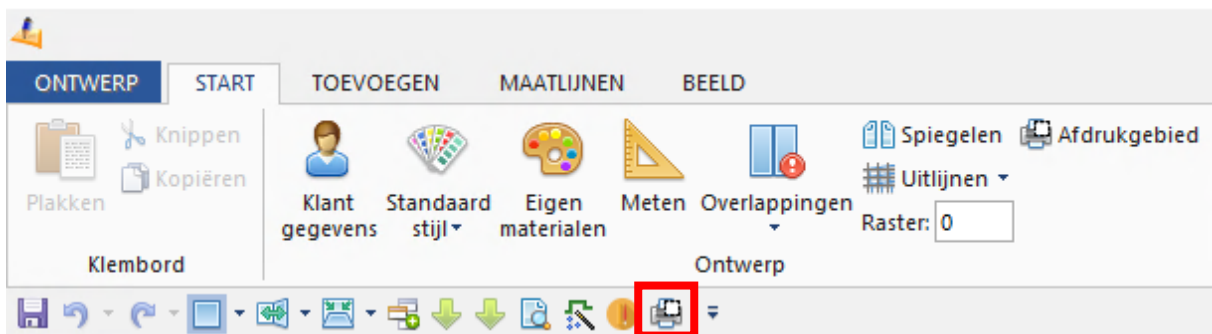 ONTWERP START TOEVOEGEN MAATLIJNEN BEELD
Plakken
Knippen
Kopiëren
Klembord
Klant
gegevens
Standaard
stijl
Eigen
materialen
Meten
Overlappingen
Spiegelen
Uitlijnen
Raster: 0
Afdrukgebied
Ontwerp